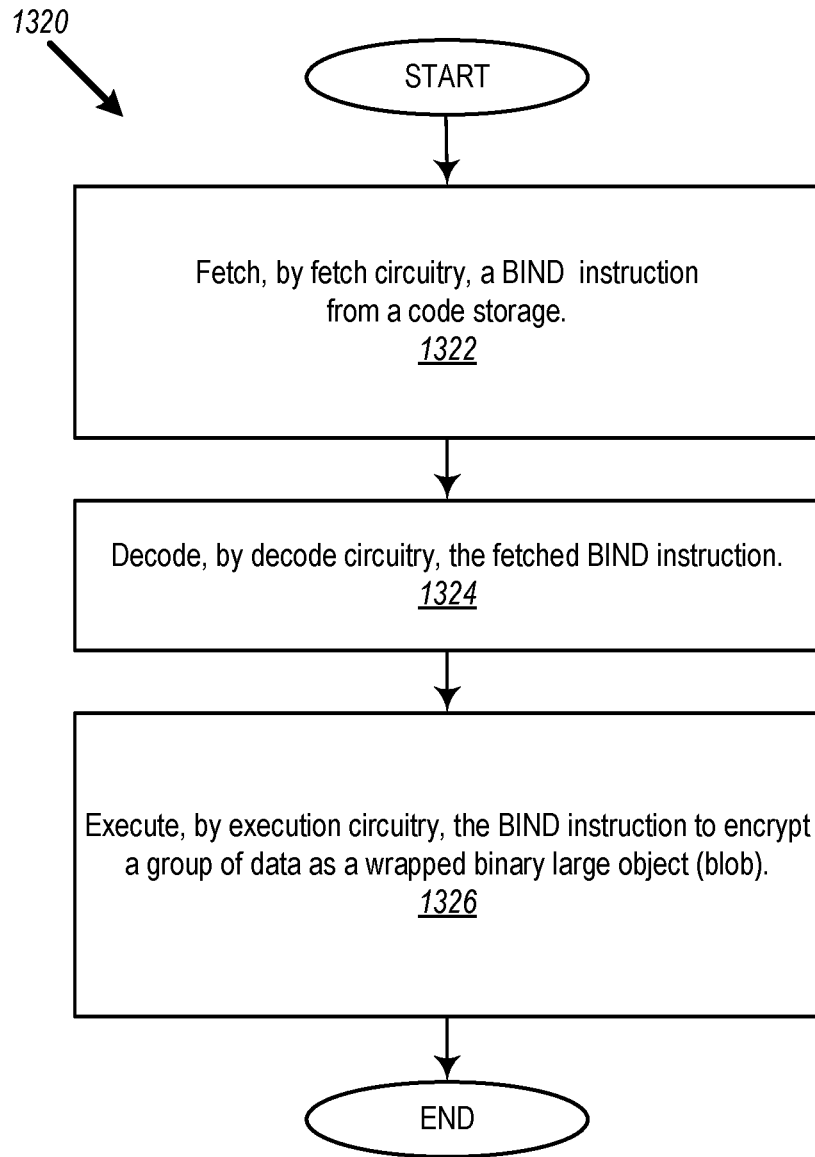 1320
START
Fetch, by fetch circuitry, a BIND instruction
from a code storage.
1322
Decode, by decode circuitry, the fetched BIND instruction.
1324
Execute, by execution circuitry, the BIND instruction to encrypt
a group of data as a wrapped binary large object (blob).
1326
END